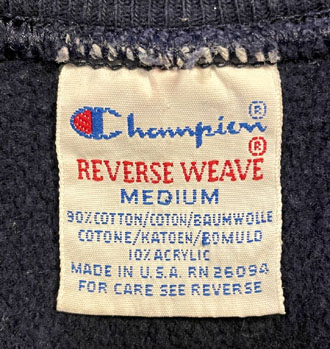 Champion ®
®
REVERSE WEAVE
MEDIUM
90% COTTON/COTON/BAUMWOLLE
COTONE/KATOEN/BOMULD
10% ACRYLIC
MADE IN U.S.A. RN 26094
FOR CARE SEE REVERSE